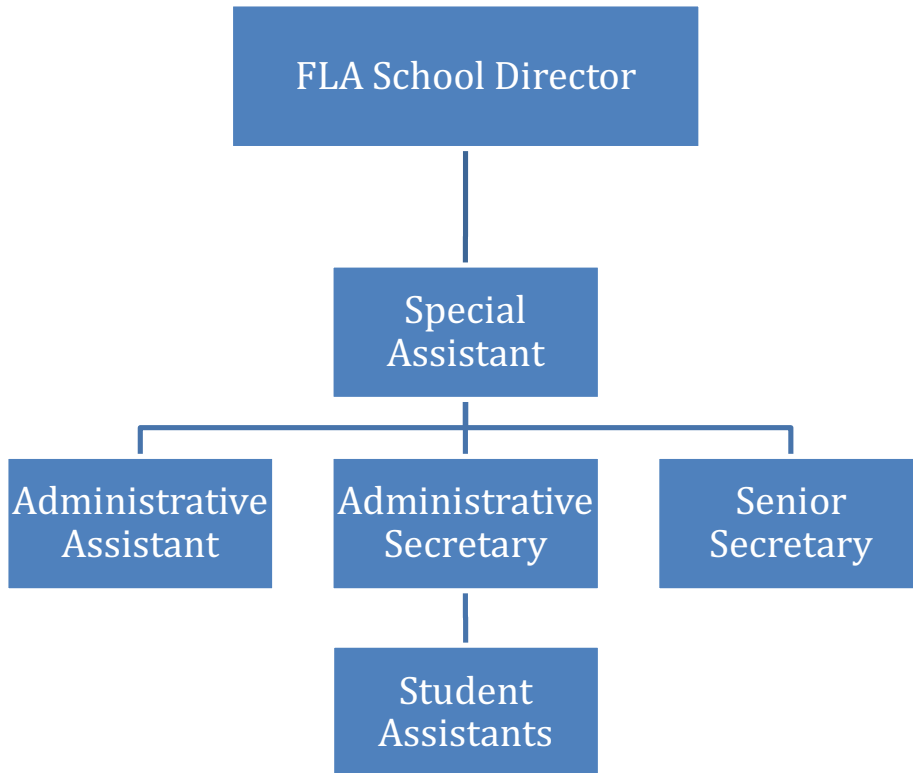 FLA School Director
Special
Assistant
Administrative
Assistant
Administrative
Secretary
Senior
Secretary
Student
Assistants